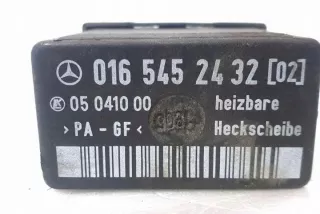 016 545 24 32 [02]
05 0410 00 heizbare
>PA-GF< Heckscheibe